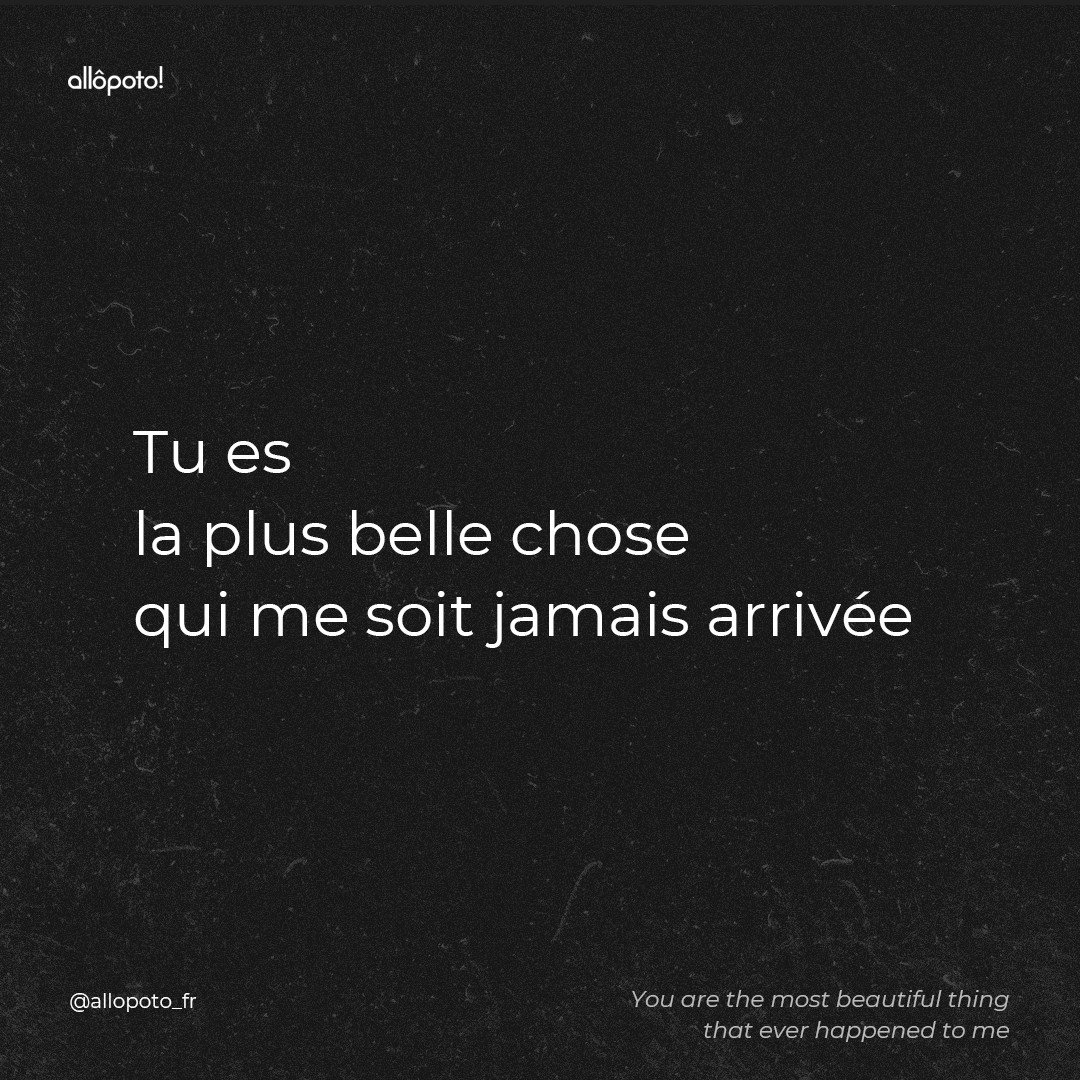 allôpoto!
Tu es
la plus belle chose
qui me soit jamais arrivée
@allopoto_fr
You are the most beautiful thing
that ever happened to me